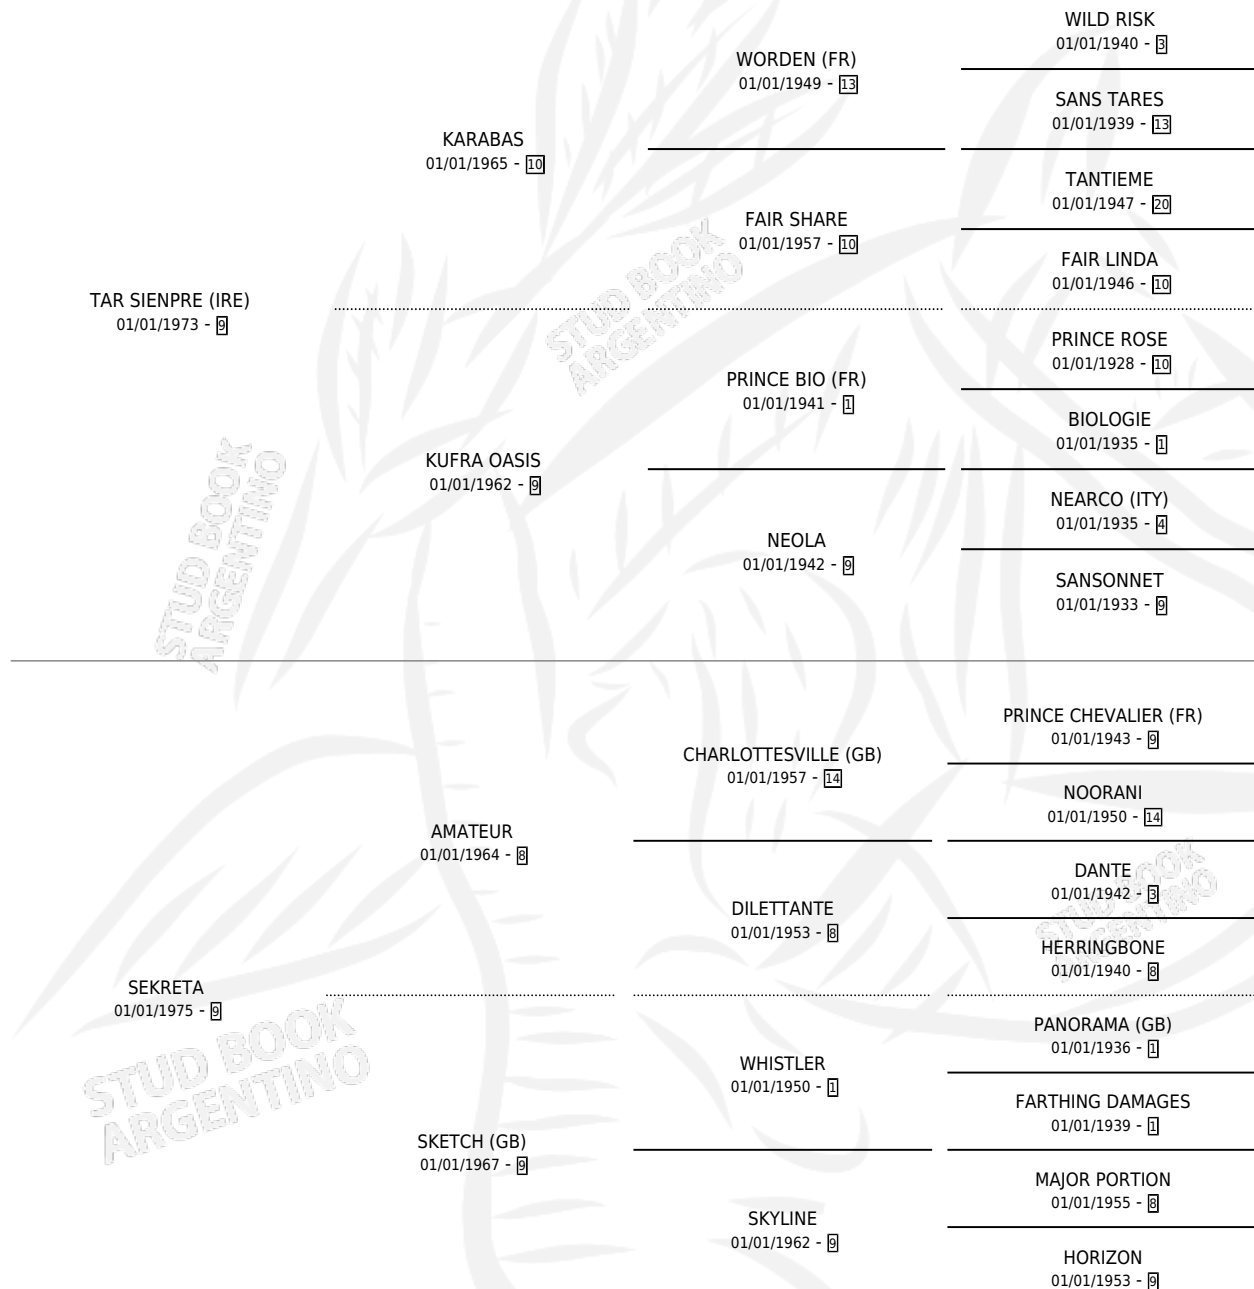 WILD RISK
01/01/1940 - 3
WORDEN (FR)
01/01/1949 - 13
SANS TARES
01/01/1939 - 13
KARABAS
01/01/1965 - 10
TANTIEME
01/01/1947 - 20
FAIR SHARE
01/01/1957 - 10
FAIR LINDA
01/01/1946 - 10
TAR SIENPRE (IRE)
01/01/1973 - 9
PRINCE ROSE
01/01/1928 - 10
PRINCE BIO (FR)
01/01/1941 - 1
BIOLOGIE
01/01/1935 - 1
KUFRA OASIS
01/01/1962 - 9
NEARCO (ITY)
01/01/1935 - 4
NEOLA
01/01/1942 - 9
SANSONNET
01/01/1933 - 9
PRINCE CHEVALIER (FR)
01/01/1943 - 9
CHARLOTTESVILLE (GB)
01/01/1957 - 14
NOORANI
01/01/1950 - 14
AMATEUR
01/01/1964 - 8
DANTE
01/01/1942 - 3
DILETTANTE
01/01/1953 - 8
HERRINGBONE
01/01/1940 - 8
SEKRETA
01/01/1975 - 9
PANORAMA (GB)
01/01/1936 - 1
WHISTLER
01/01/1950 - 1
FARTHING DAMAGES
01/01/1939 - 1
SKETCH (GB)
01/01/1967 - 9
MAJOR PORTION
01/01/1955 - 8
SKYLINE
01/01/1962 - 9
HORIZON
01/01/1953 - 9
STUD BOOK
ARGENTINO
STUD BOOK
ARGENTINO
STUD BOOK
ARGENTINO
STUD BOOK
ARGENTINO